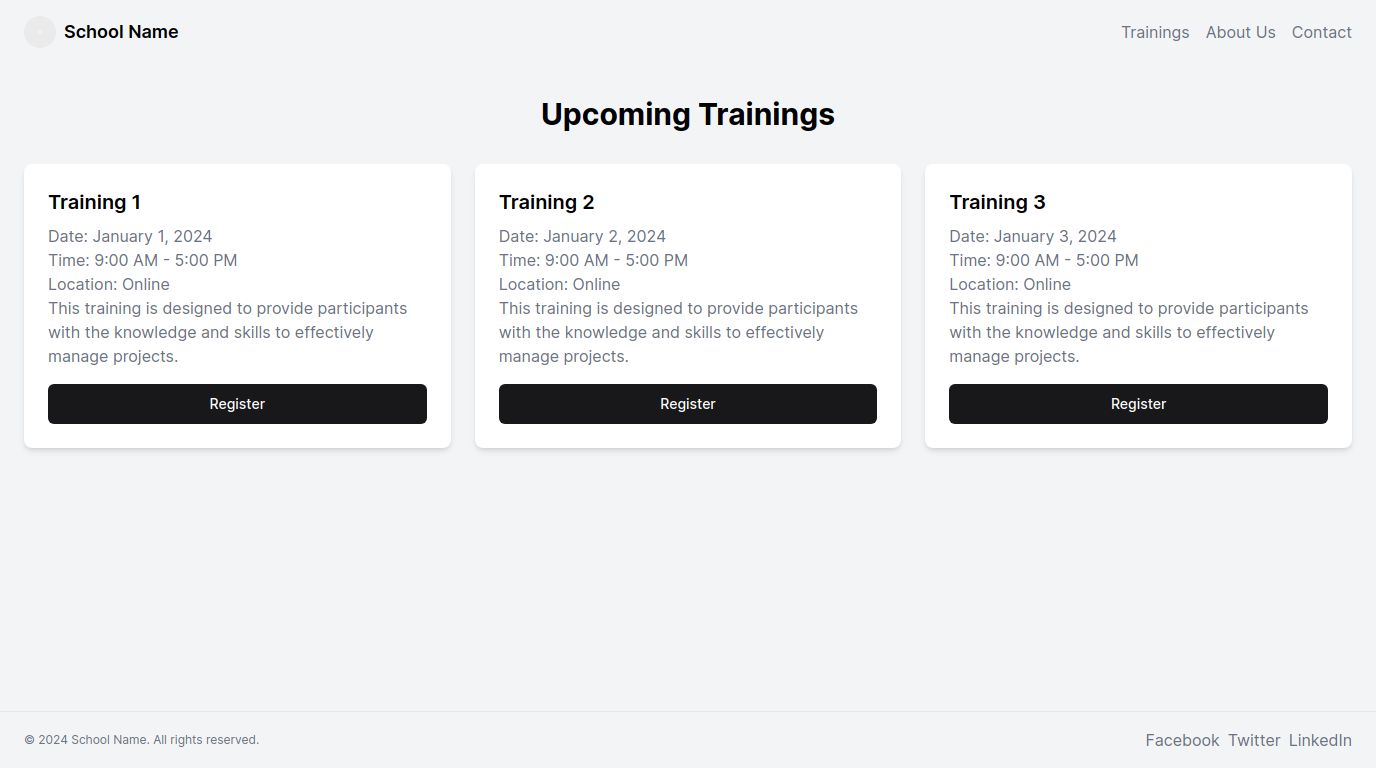 School Name
Trainings About Us Contact
Upcoming Trainings
Training 1
Date: January 1, 2024
Time: 9:00 AM - 5:00 PM
Location: Online
This training is designed to provide participants
with the knowledge and skills to effectively
manage projects.
Register
Training 2
Date: January 2, 2024
Time: 9:00 AM - 5:00 PM
Location: Online
This training is designed to provide participants
with the knowledge and skills to effectively
manage projects.
Register
Training 3
Date: January 3, 2024
Time: 9:00 AM - 5:00 PM
Location: Online
This training is designed to provide participants
with the knowledge and skills to effectively
manage projects.
Register
© 2024 School Name. All rights reserved.
Facebook Twitter LinkedIn